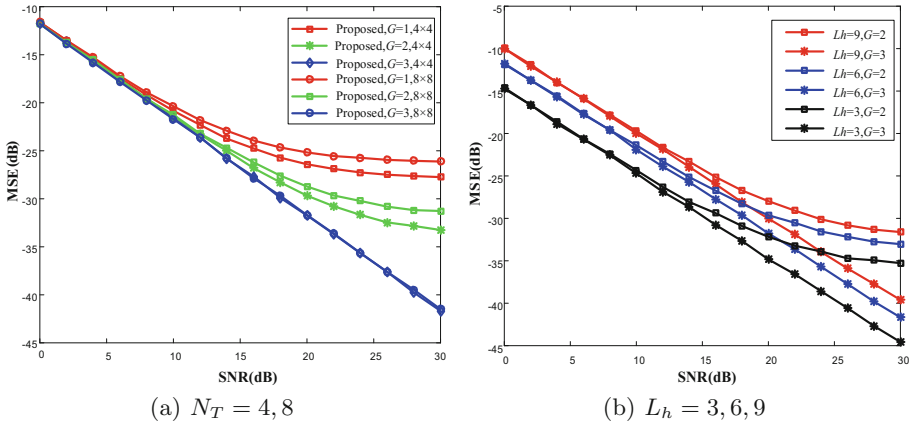 -10
-15
-20
-25
-30
-35
-40
-45
MSE(dB)
0
5
10
15
20
25
30
SNR(dB)
Proposed,G=1,4×4
Proposed,G=2,4×4
Proposed,G=3,4×4
Proposed,G=1,8×8
Proposed,G=2,8×8
Proposed,G=3,8×8
(a) N_T = 4, 8
-5
-10
-15
-20
-25
-30
-35
-40
-45
MSE(dB)
0
5
10
15
20
25
30
SNR(dB)
Lh=9,G=2
Lh=9,G=3
Lh=6,G=2
Lh=6,G=3
Lh=3,G=2
Lh=3,G=3
(b) L_h = 3, 6, 9